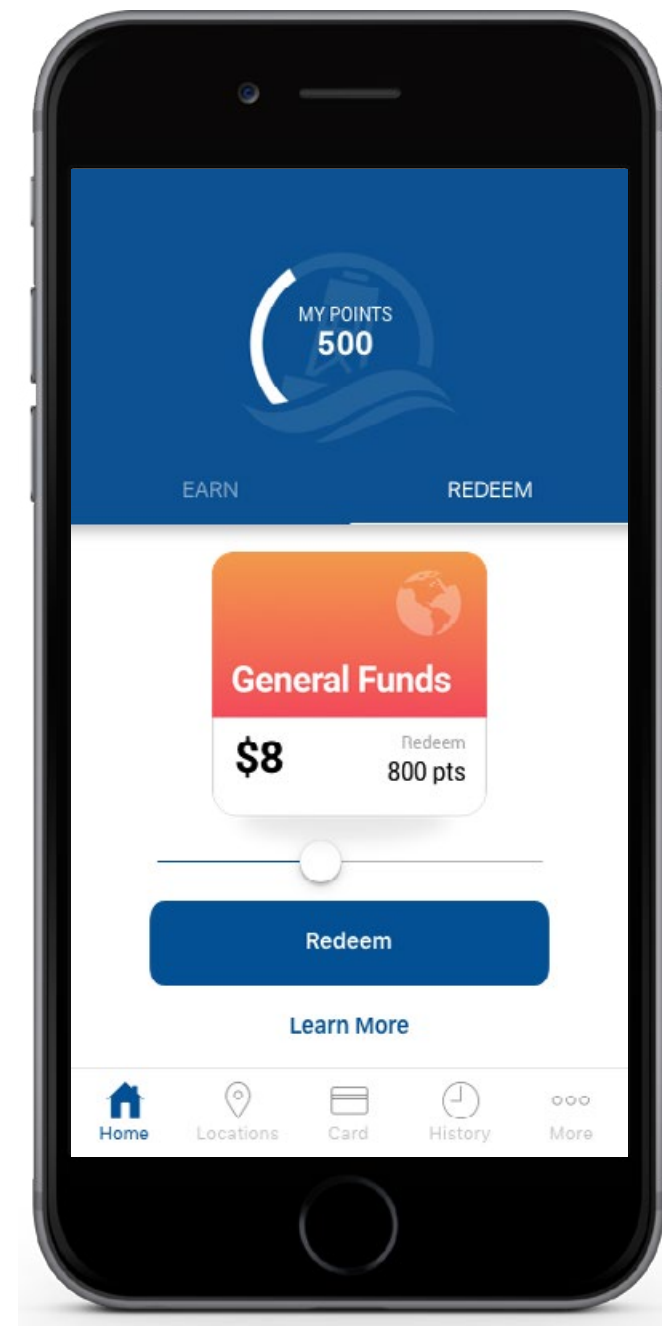 MY POINTS
500
EARN REDEEM
General Funds
$8 Redeem
800 pts
Redeem
Learn More
Home Locations Card History More